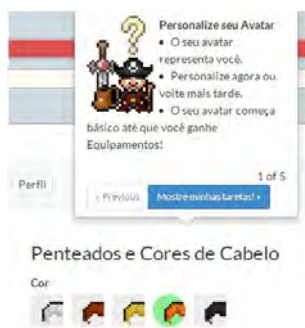 Personalize seu Avatar
• O seu avatar
representa você.
• Personalize agora ou
volte mais tarde.
• O seu avatar começa
básico até que você ganhe
Equipamentos!
1 of 5
Perfil
« Previous
Mostre minhas tarefas! »
Penteados e Cores de Cabelo
Cor